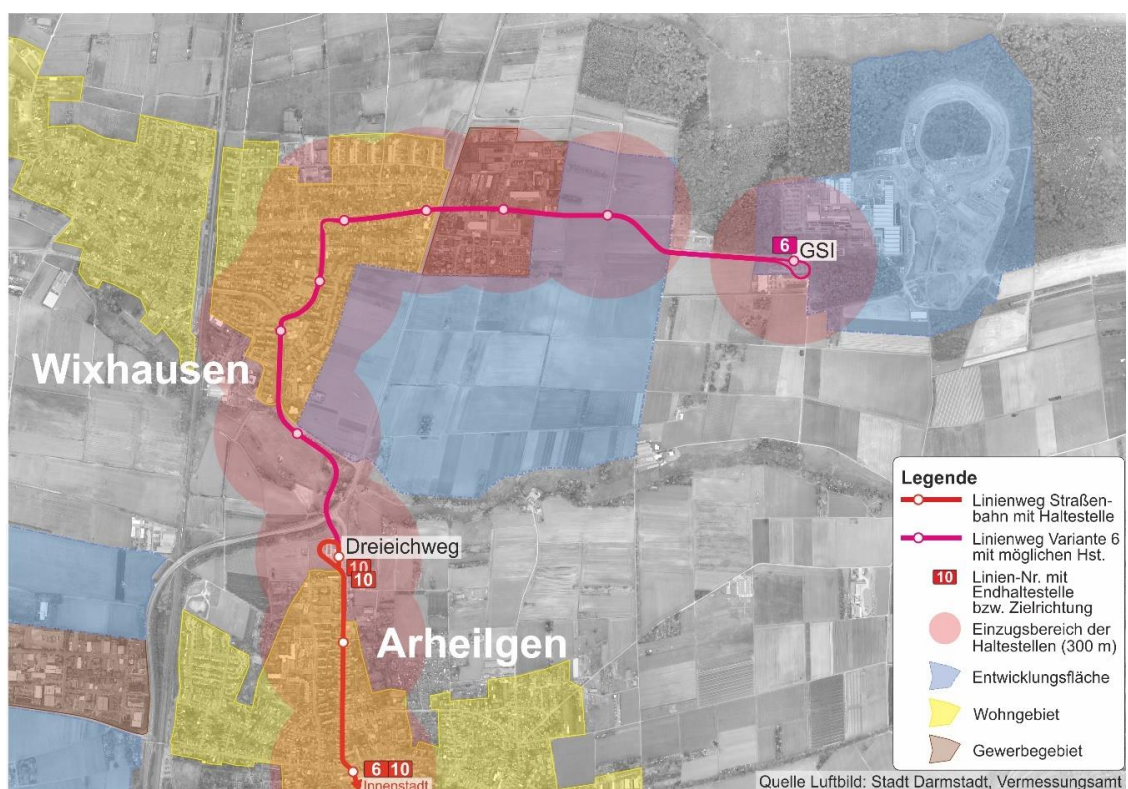 6 GSI
Wixhausen
Dreieichweg
10
10
Arheilgen
6 10
Innenstadt
Legende
Linienweg Straßen-
bahn mit Haltestelle
Linienweg Variante 6
mit möglichen Hst.
10 Linien-Nr. mit
Endhaltestelle
bzw. Zielrichtung
Einzugsbereich der
Haltestellen (300 m)
Entwicklungsfläche
Wohngebiet
Gewerbegebiet
Quelle Luftbild: Stadt Darmstadt, Vermessungsamt